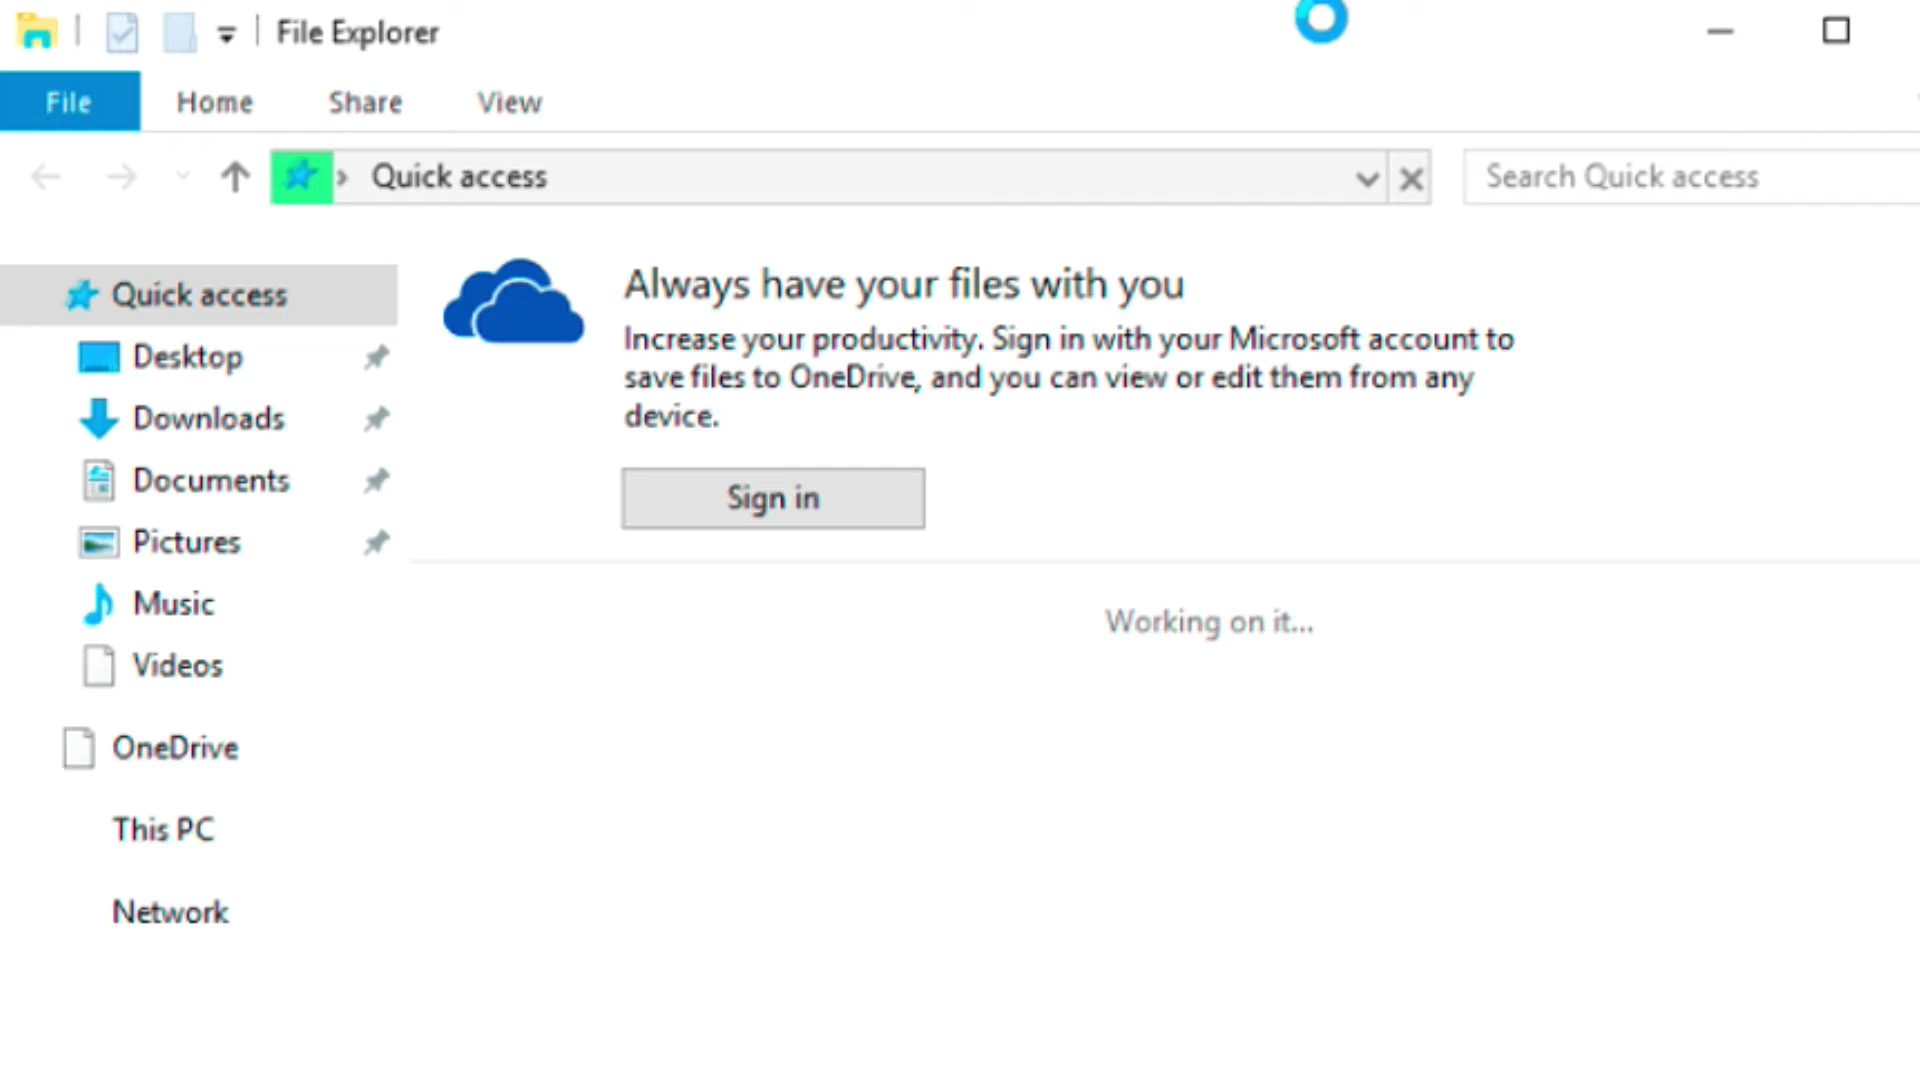 File Explorer
File Home Share View
Quick access
Search Quick access
Quick access
Desktop
Downloads
Documents
Pictures
Music
Videos
OneDrive
This PC
Network
Always have your files with you
Increase your productivity. Sign in with your Microsoft account to
save files to OneDrive, and you can view or edit them from any
device.
Sign in
Working on it...